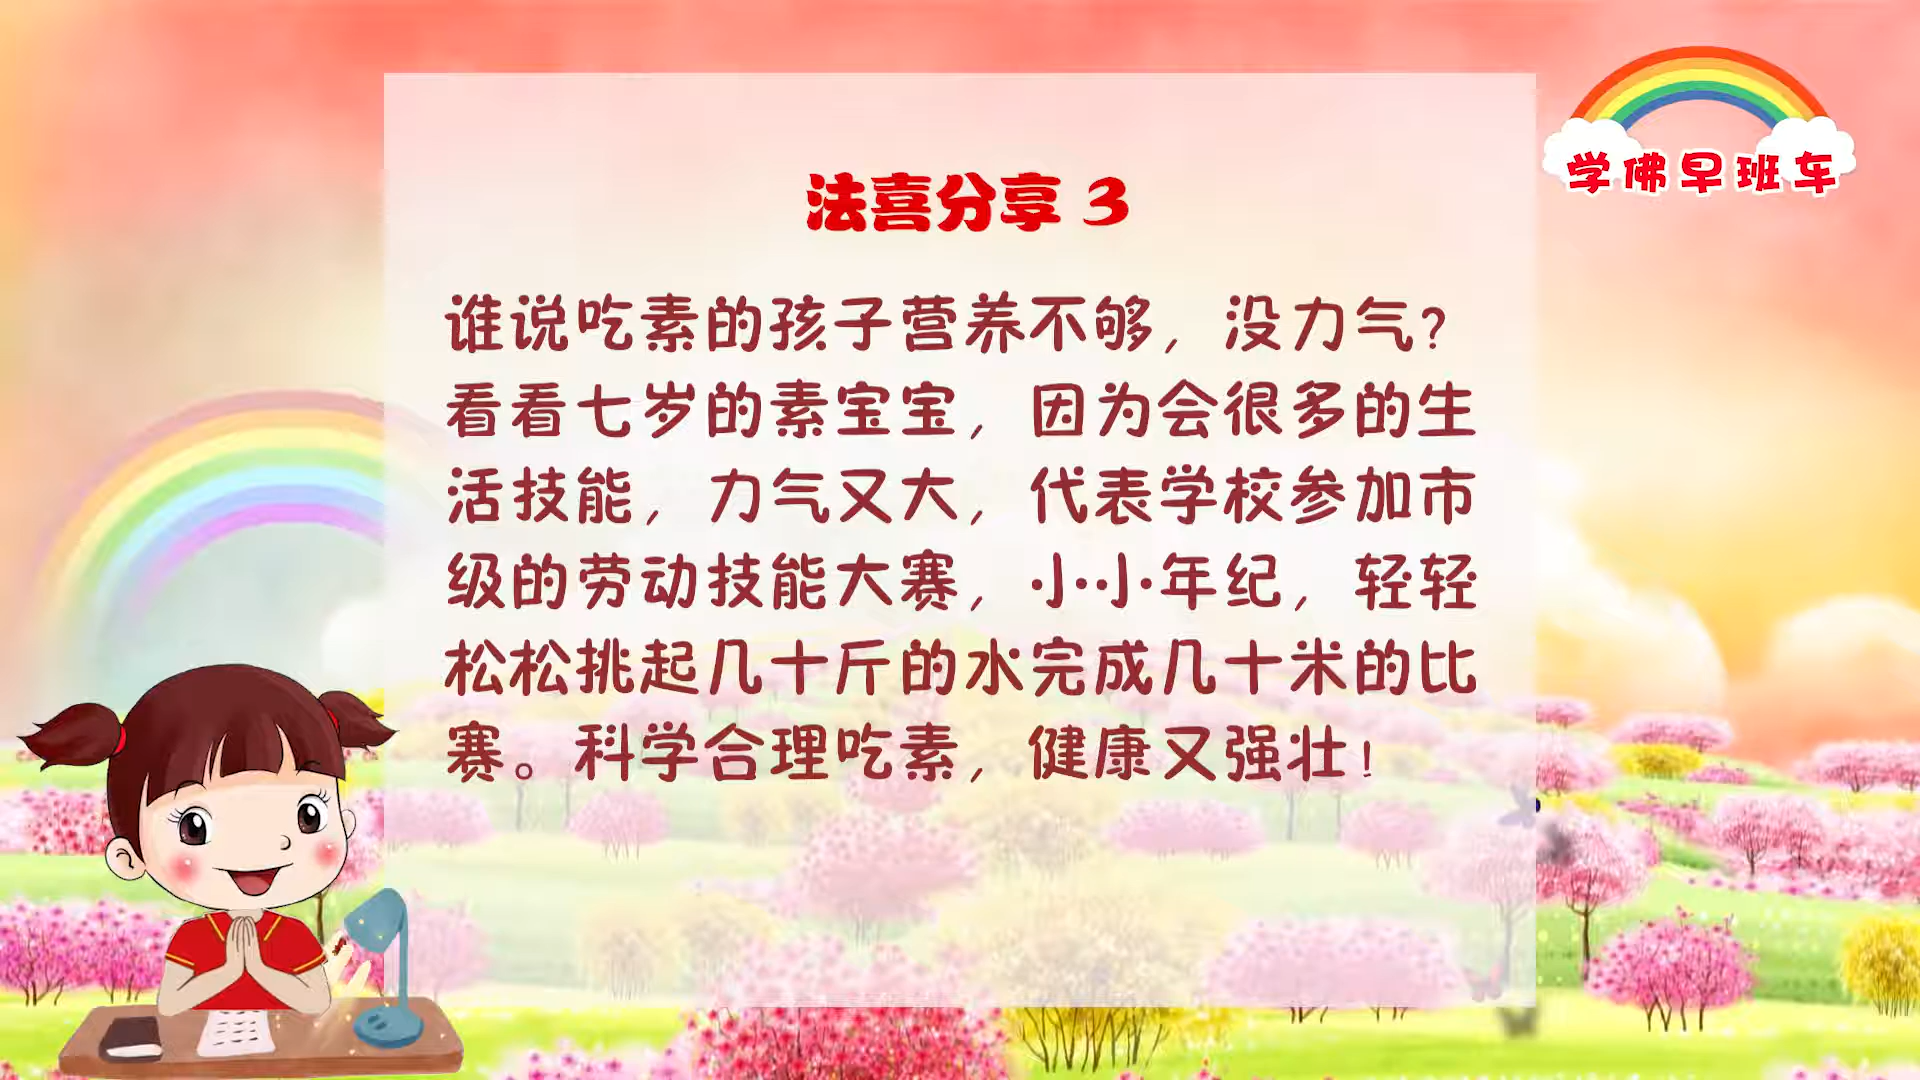 学佛早班车
法喜分享 3
谁说吃素的孩子营养不够，没力气？
看看七岁的素宝宝，因为会很多的生
活技能，力气又大，代表学校参加市
级的劳动技能大赛，小小年纪，轻轻
松松挑起几十斤的水完成几十米的比
赛。科学合理吃素，健康又强壮！